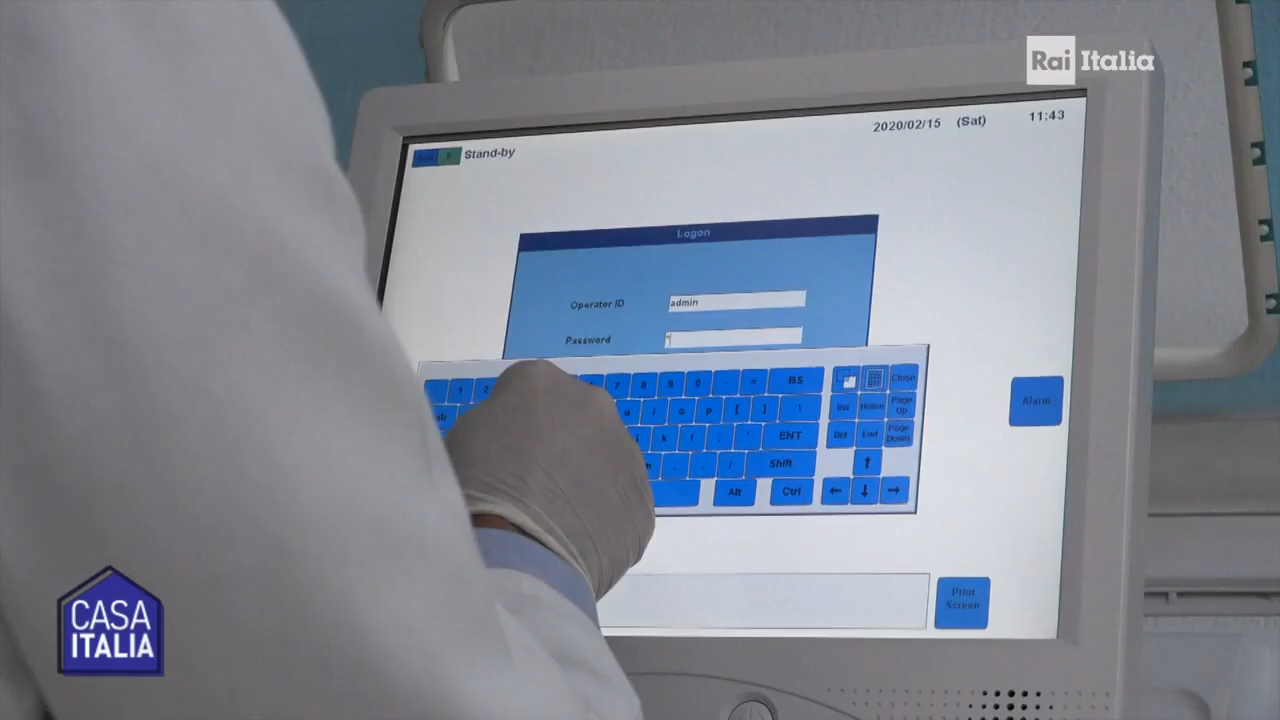 Rai Italia
2020/02/15 (Sat) 11:43
Stand-by
Logon
Operator ID admin
Password *
1 2 7 8 9 0 - = BS Close
u i o p [ ] \ Ins Home Page Up
k l ; ' ENT Del End Page Down
m , . / Shift ↑
Alt Ctrl ← ↓ →
Alarm
Print Screen
CASA
ITALIA